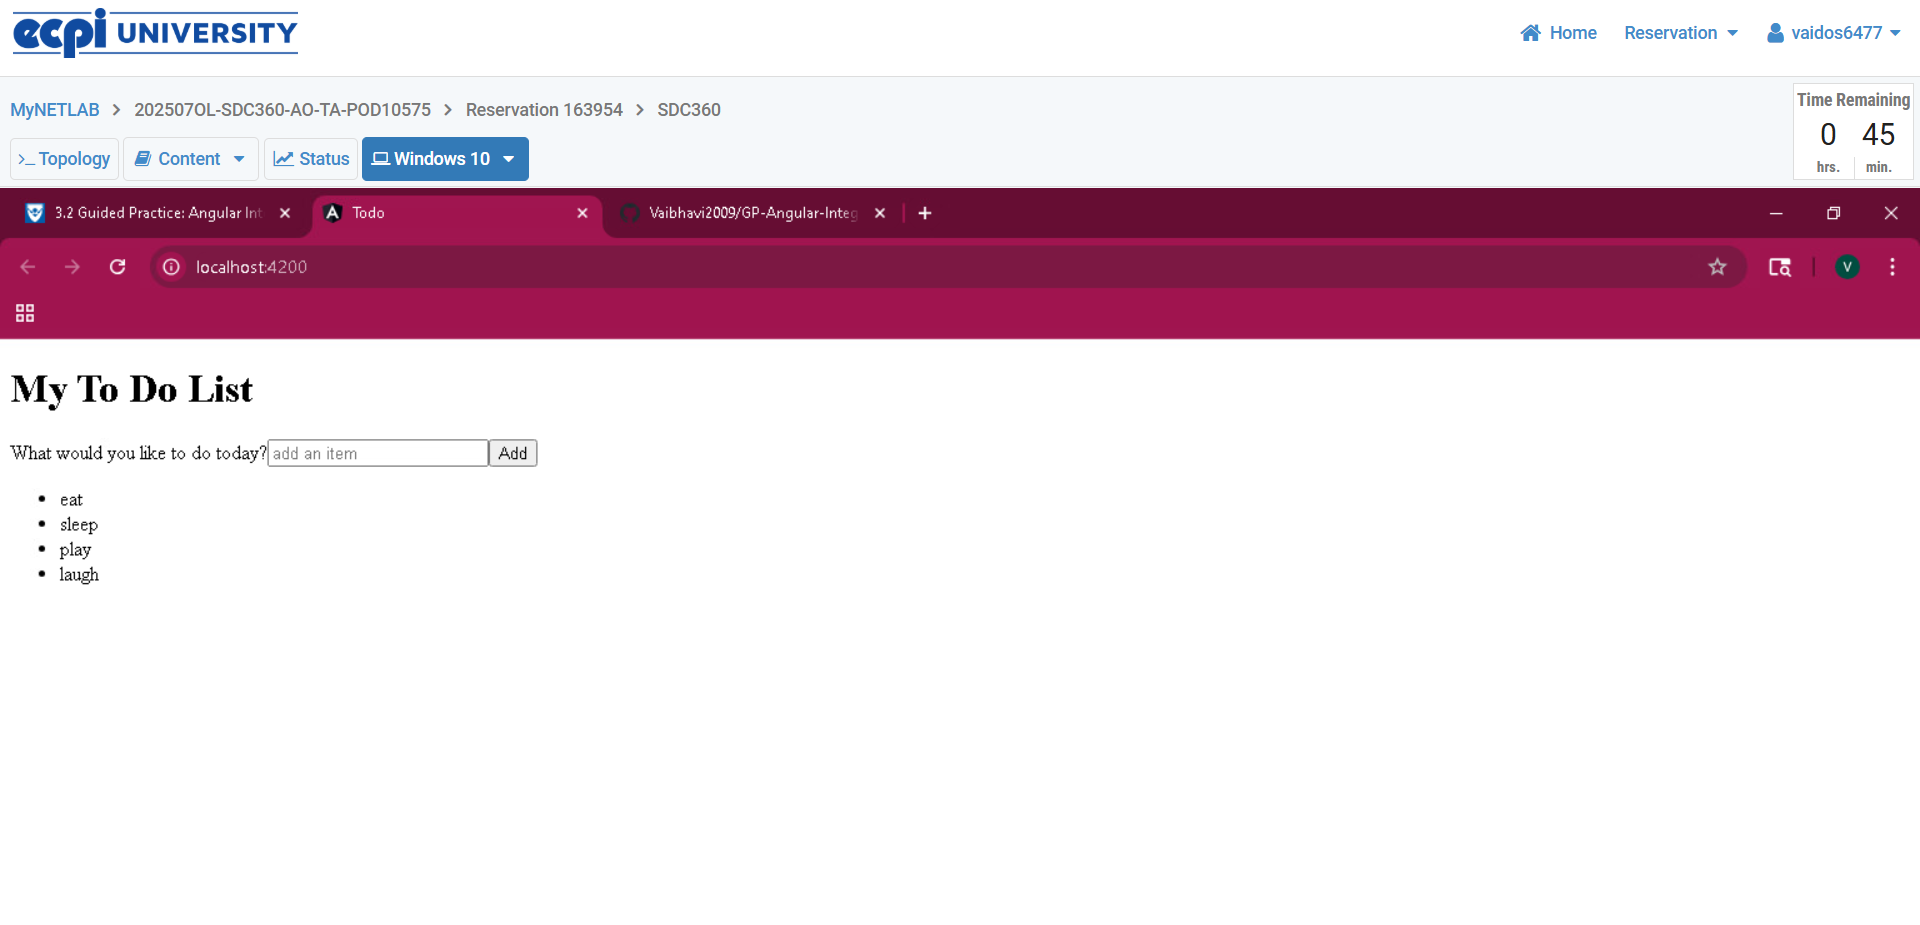 ecpi UNIVERSITY
Home Reservation vaidos6477
MyNETLAB > 202507OL-SDC360-AO-TA-POD10575 > Reservation 163954 > SDC360
Time Remaining
0 45
hrs. min.
>_ Topology Content Status Windows 10
3.2 Guided Practice: Angular Int Todo Vaibhavi2009/GP-Angular-Integ
localhost:4200
V
My To Do List
What would you like to do today? add an item Add
• eat
• sleep
• play
• laugh